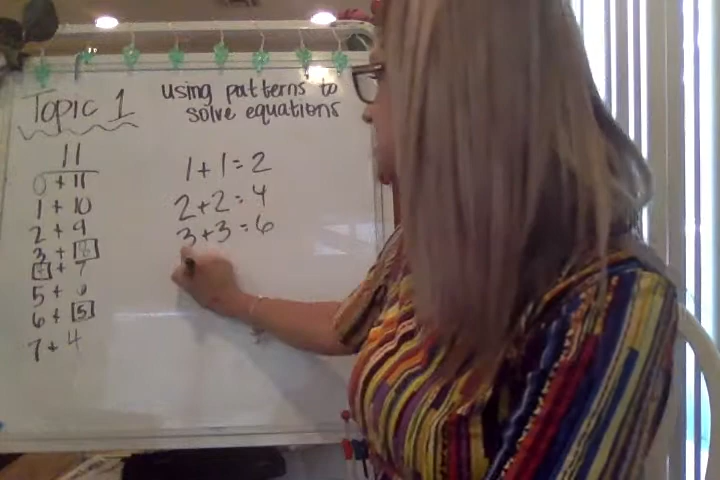 Topic 1
using patterns to
solve equations
11
0 + 11
1 + 10
2 + 9
3 + 8
4 + 7
5 + 6
6 + 5
7 + 4
1 + 1 = 2
2 + 2 = 4
3 + 3 = 6